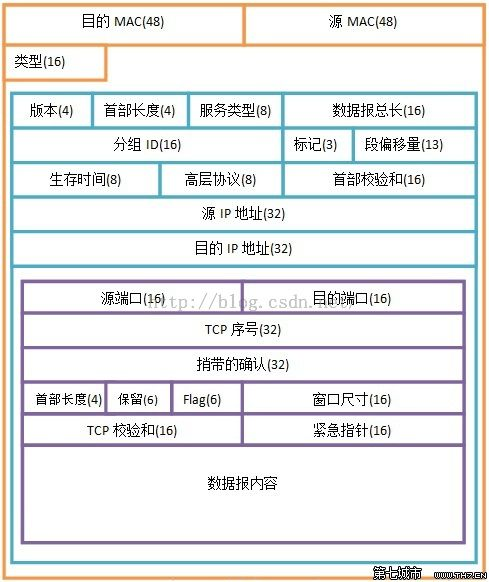 目的 MAC(48) 源 MAC(48)
类型(16)
版本(4) 首部长度(4) 服务类型(8) 数据报总长(16)
分组 ID(16) 标记(3) 段偏移量(13)
生存时间(8) 高层协议(8) 首部校验和(16)
源 IP 地址(32)
目的 IP 地址(32)
源端口(16) 目的端口(16)
http://blog.csdn.net/
TCP 序号(32)
捎带的确认(32)
首部长度(4) 保留(6) Flag(6) 窗口尺寸(16)
TCP 校验和(16) 紧急指针(16)
数据报内容
第七城市 WWW.TH7.CN